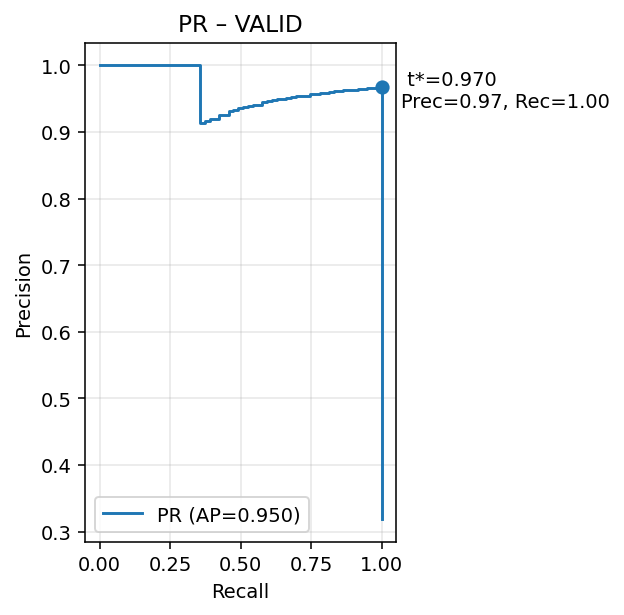 PR – VALID
t*=0.970
Prec=0.97, Rec=1.00
1.0
0.9
0.8
0.7
0.6
0.5
0.4
0.3
Precision
PR (AP=0.950)
0.00 0.25 0.50 0.75 1.00
Recall